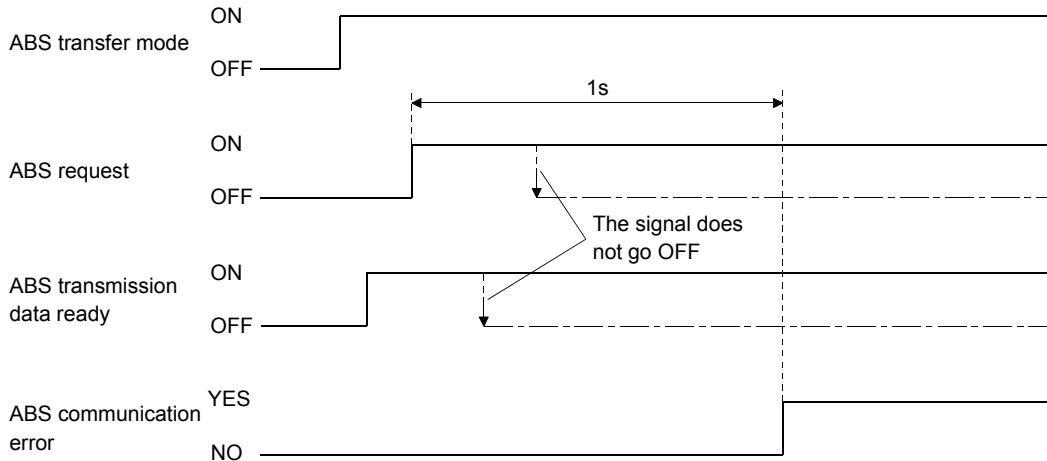 ON
ABS transfer mode
OFF
1s
ON
ABS request
OFF
The signal does
not go OFF
ON
ABS transmission
data ready
OFF
YES
ABS communication
error
NO